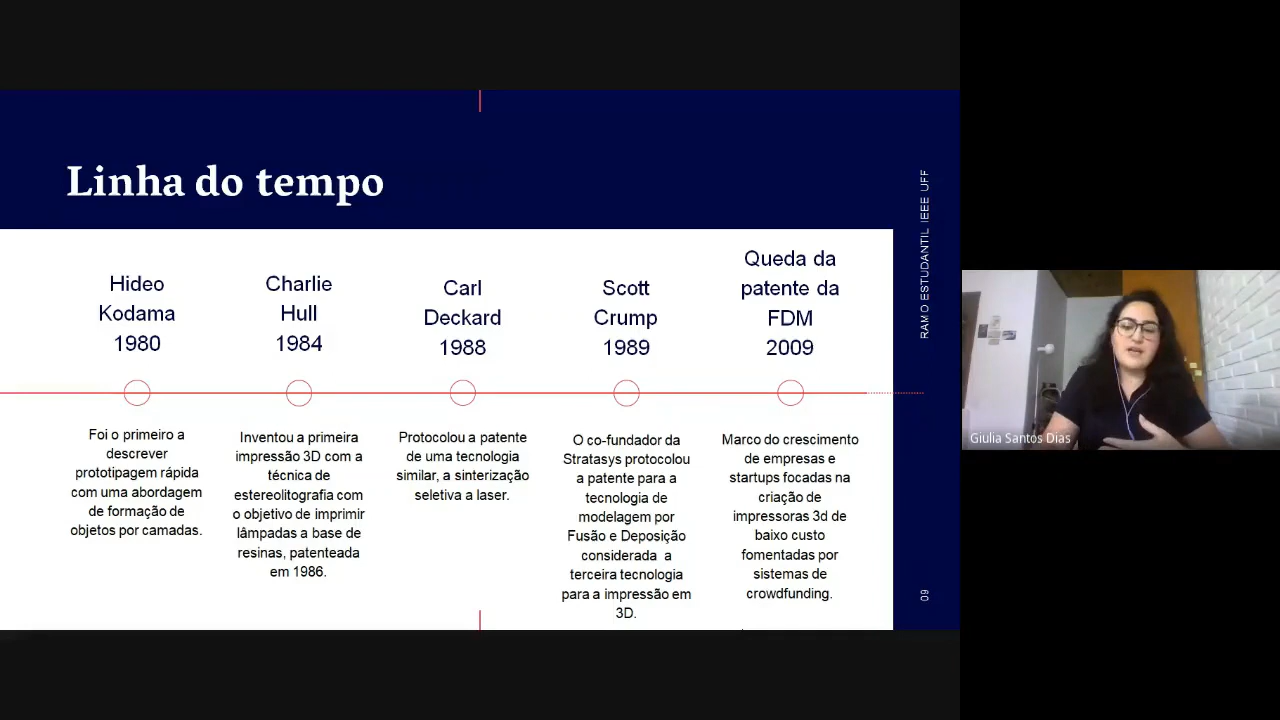 Linha do tempo
RAMO ESTUDANTIL IEEE UFF
Hideo
Kodama
1980
Charlie
Hull
1984
Carl
Deckard
1988
Scott
Crump
1989
Queda da
patente da
FDM
2009
Foi o primeiro a
descrever
prototipagem rápida
com uma abordagem
de formação de
objetos por camadas.
Inventou a primeira
impressão 3D com a
técnica de
estereolitografia com
o objetivo de imprimir
lâmpadas a base de
resinas, patenteada
em 1986.
Protocolou a patente
de uma tecnologia
similar, a sinterização
seletiva a laser.
O co-fundador da
Stratasys protocolou
a patente para a
tecnologia de
modelagem por
Fusão e Deposição
considerada a
terceira tecnologia
para a impressão em
3D.
Marco do crescimento
de empresas e
startups focadas na
criação de
impressoras 3d de
baixo custo
fomentadas por
sistemas de
crowdfunding.
09
Giulia Santos Dias